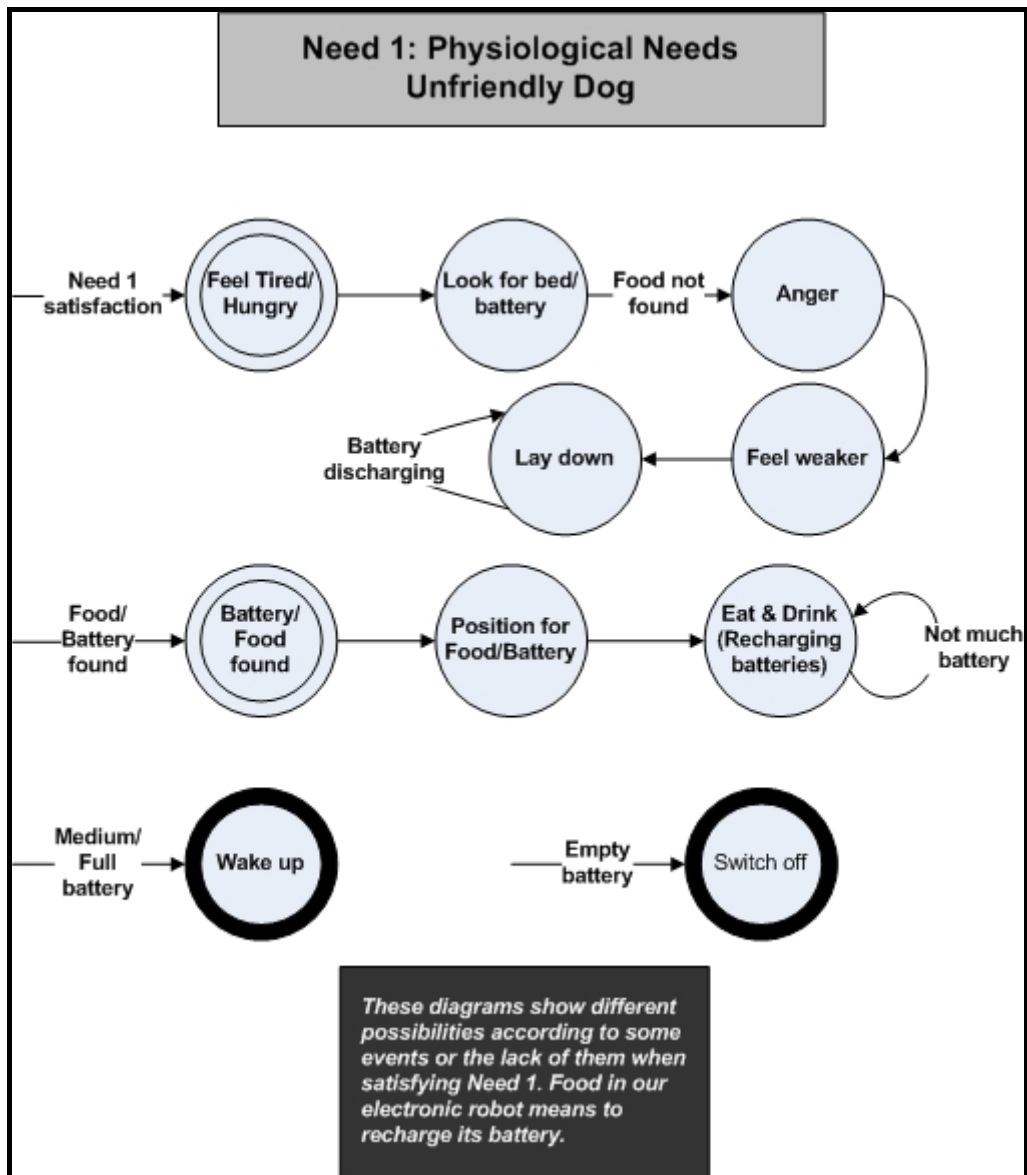 Need 1: Physiological Needs
Unfriendly Dog
Need 1
satisfaction
Feel Tired/
Hungry
Look for bed/
battery
Food not
found
Anger
Battery
discharging
Lay down
Feel weaker
Food/
Battery
found
Battery/
Food
found
Position for
Food/Battery
Eat & Drink
(Recharging
batteries)
Not much
battery
Medium/
Full
battery
Wake up
Empty
battery
Switch off
These diagrams show different
possibilities according to some
events or the lack of them when
satisfying Need 1. Food in our
electronic robot means to
recharge its battery.